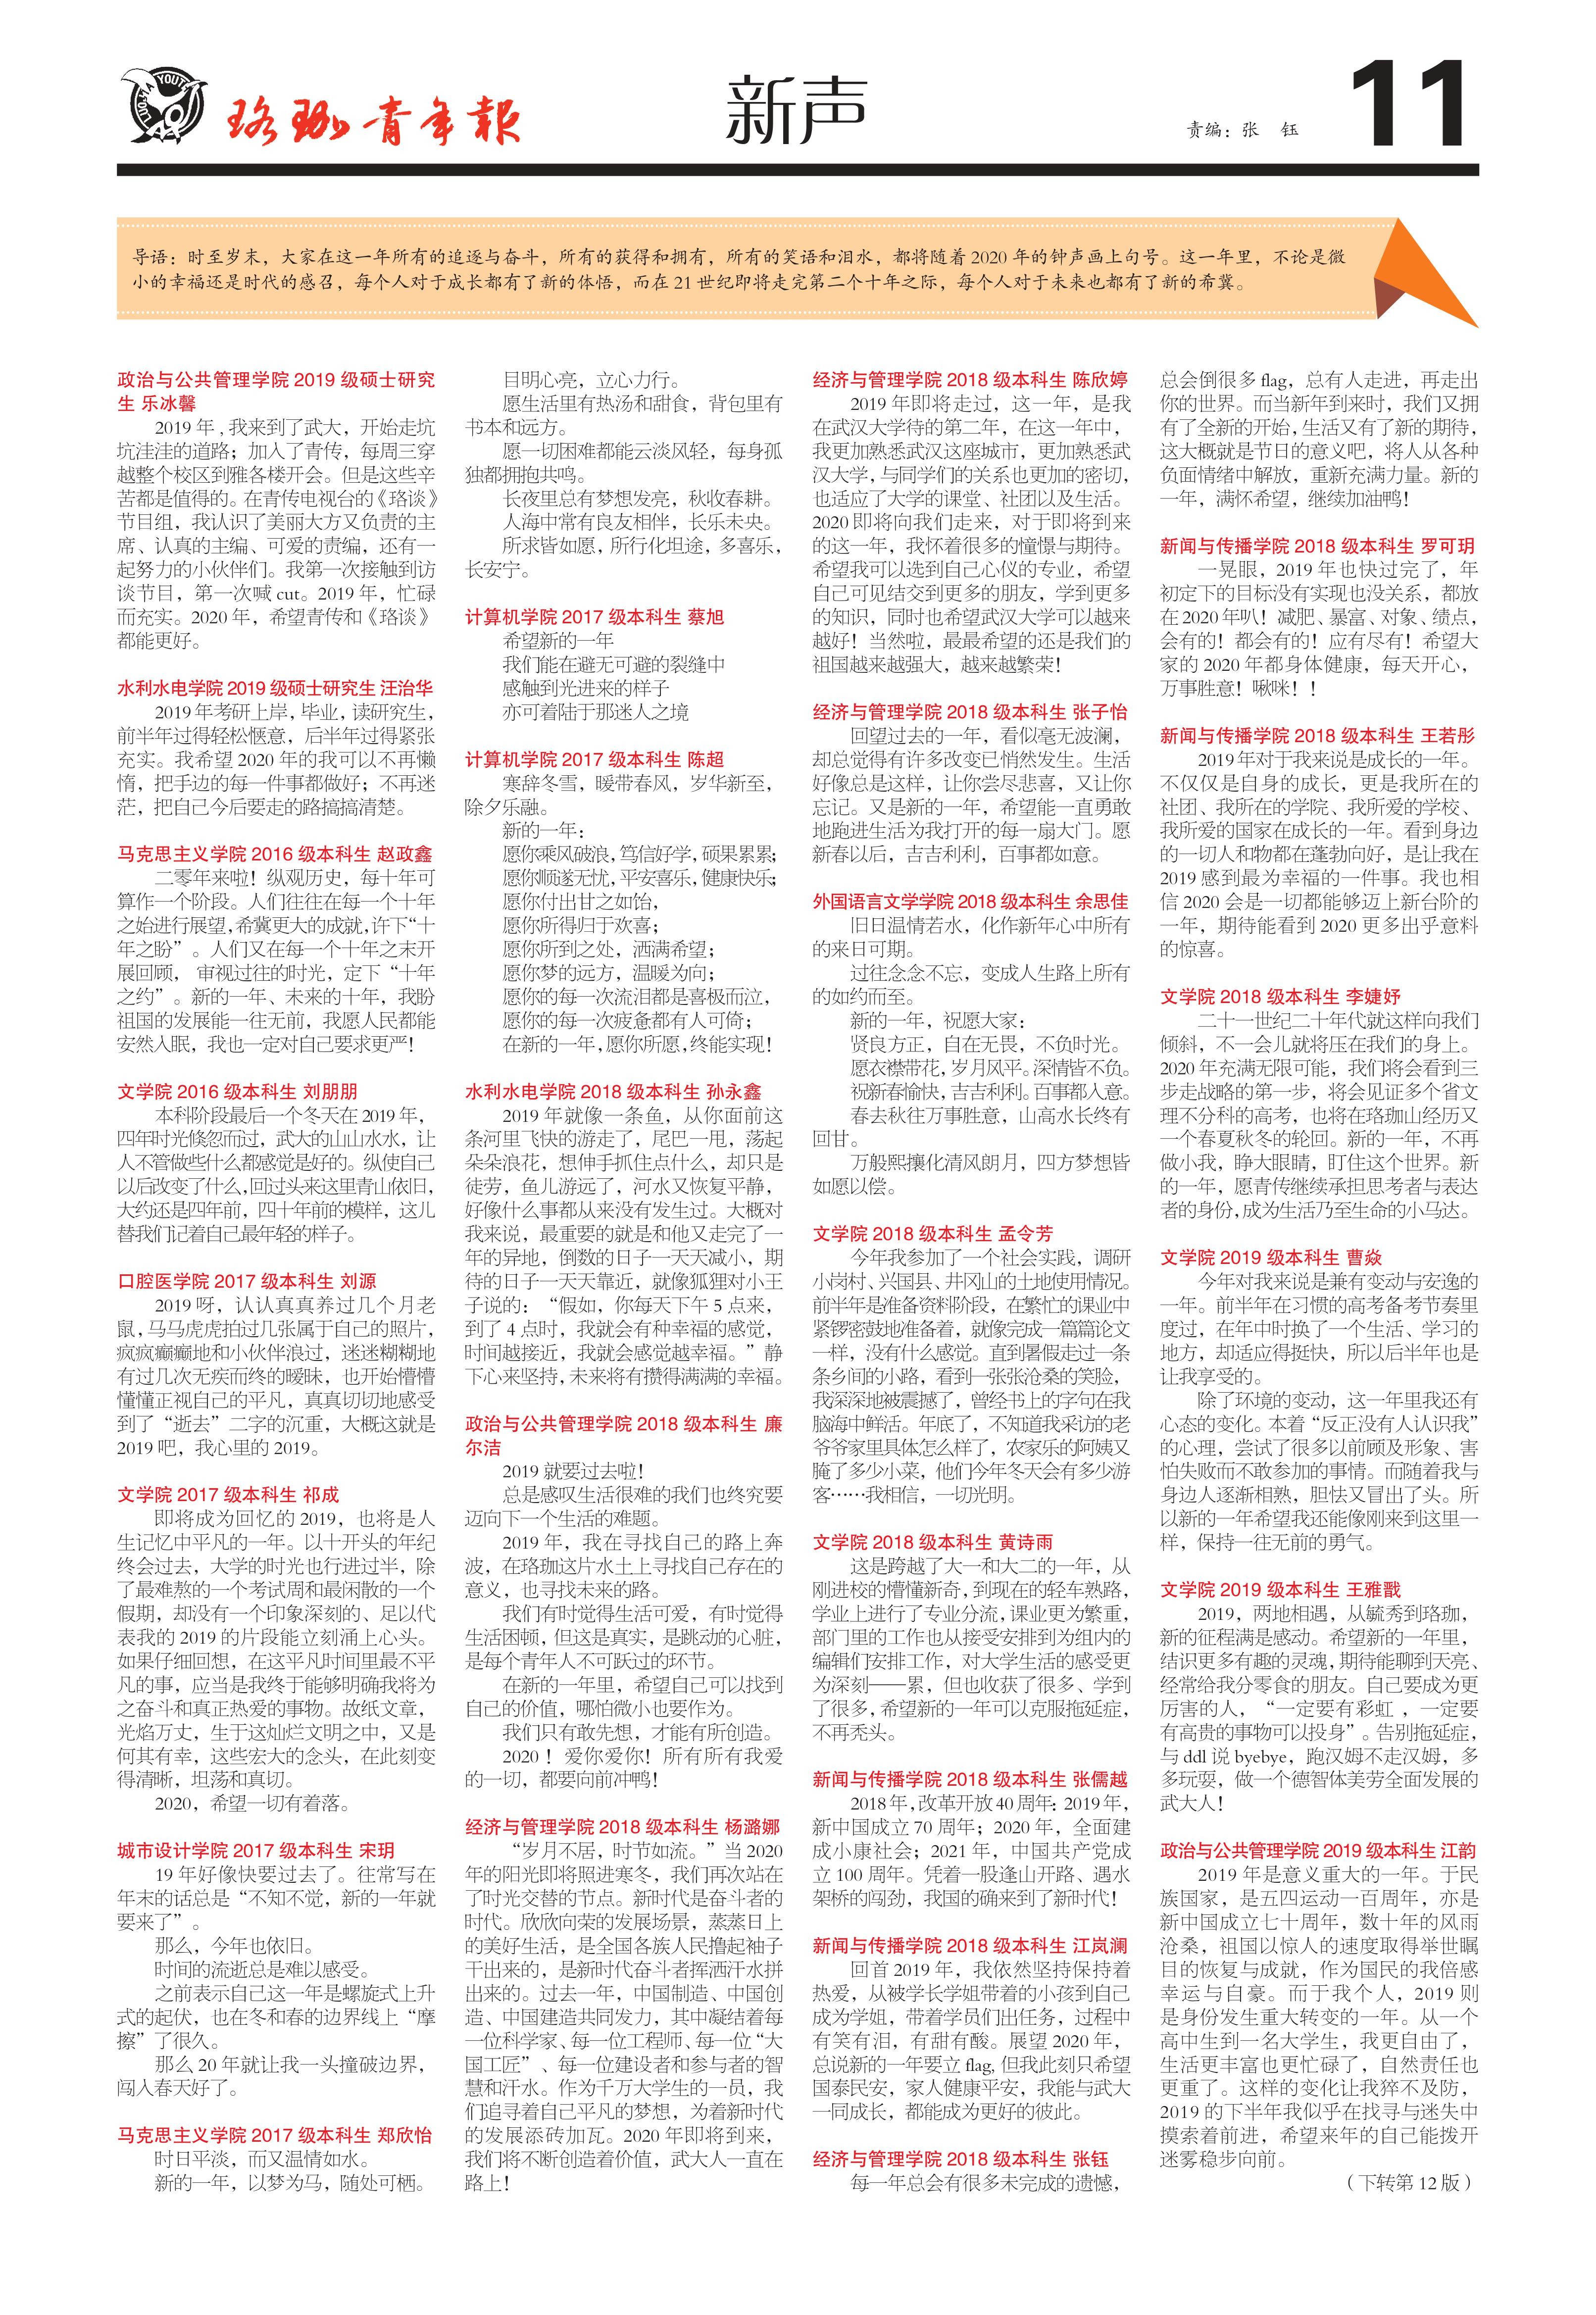 珞珈青年報
新声
责编：张　钰
11
导语：时至岁末，大家在这一年所有的追逐与奋斗，所有的获得和拥有，所有的笑语和泪水，都将随着 2020 年的钟声画上句号。这一年里，不论是微
小的幸福还是时代的感召，每个人对于成长都有了新的体悟，而在 21 世纪即将走完第二个十年之际，每个人对于未来也都有了新的希冀。
政治与公共管理学院 2019 级硕士研究
生 乐冰馨
2019 年 , 我来到了武大，开始走坑
坑洼洼的道路；加入了青传，每周三穿
越整个校区到雅各楼开会。但是这些辛
苦都是值得的。在青传电视台的《珞谈》
节目组，我认识了美丽大方又负责的主
席、认真的主编、可爱的责编，还有一
起努力的小伙伴们。我第一次接触到访
谈节目，第一次喊 cut。2019 年，忙碌
而充实。2020 年，希望青传和《珞谈》
都能更好。
水利水电学院 2019 级硕士研究生 汪治华
2019 年考研上岸，毕业，读研究生，
前半年过得轻松惬意，后半年过得紧张
充实。我希望 2020 年的我可以不再懒
惰，把手边的每一件事都做好；不再迷
茫，把自己今后要走的路搞搞清楚。
马克思主义学院 2016 级本科生 赵政鑫
二零年来啦！纵观历史，每十年可
算作一个阶段。人们往往在每一个十年
之始进行展望，希冀更大的成就，许下“十
年之盼”。人们又在每一个十年之末开
展回顾， 审视过往的时光，定下“十年
之约”。新的一年、未来的十年，我盼
祖国的发展能一往无前，我愿人民都能
安然入眠，我也一定对自己要求更严！
文学院 2016 级本科生 刘朋朋
本科阶段最后一个冬天在 2019 年，
四年时光倏忽而过，武大的山山水水，让
人不管做些什么都感觉是好的。纵使自己
以后改变了什么，回过头来这里青山依旧，
大约还是四年前，四十年前的模样，这儿
替我们记着自己最年轻的样子。
口腔医学院 2017 级本科生 刘源
2019 呀，认认真真养过几个月老
鼠，马马虎虎拍过几张属于自己的照片，
疯疯癫癫地和小伙伴浪过，迷迷糊糊地
有过几次无疾而终的暧昧，也开始懵懵
懂懂正视自己的平凡，真真切切地感受
到了“逝去”二字的沉重，大概这就是
2019 吧，我心里的 2019。
文学院 2017 级本科生 祁成
即将成为回忆的 2019，也将是人
生记忆中平凡的一年。以十开头的年纪
终会过去，大学的时光也行进过半，除
了最难熬的一个考试周和最闲散的一个
假期，却没有一个印象深刻的、足以代
表我的 2019 的片段能立刻涌上心头。
如果仔细回想，在这平凡时间里最不平
凡的事，应当是我终于能够明确我将为
之奋斗和真正热爱的事物。故纸文章，
光焰万丈，生于这灿烂文明之中，又是
何其有幸，这些宏大的念头，在此刻变
得清晰，坦荡和真切。
2020，希望一切有着落。
城市设计学院 2017 级本科生 宋玥
19 年好像快要过去了。往常写在
年末的话总是“不知不觉，新的一年就
要来了”。
那么，今年也依旧。
时间的流逝总是难以感受。
之前表示自己这一年是螺旋式上升
式的起伏，也在冬和春的边界线上“摩
擦”了很久。
那么 20 年就让我一头撞破边界，
闯入春天好了。
马克思主义学院 2017 级本科生 郑欣怡
时日平淡，而又温情如水。
新的一年，以梦为马，随处可栖。
目明心亮，立心力行。
愿生活里有热汤和甜食，背包里有
书本和远方。
愿一切困难都能云淡风轻，每身孤
独都拥抱共鸣。
长夜里总有梦想发亮，秋收春耕。
人海中常有良友相伴，长乐未央。
所求皆如愿，所行化坦途，多喜乐，
长安宁。
计算机学院 2017 级本科生 蔡旭
希望新的一年
我们能在避无可避的裂缝中
感触到光进来的样子
亦可着陆于那迷人之境
计算机学院 2017 级本科生 陈超
寒辞冬雪，暖带春风，岁华新至，
除夕乐融。
新的一年：
愿你乘风破浪，笃信好学，硕果累累；
愿你顺遂无忧，平安喜乐，健康快乐；
愿你付出甘之如饴，
愿你所得归于欢喜；
愿你所到之处，洒满希望；
愿你梦的远方，温暖为向；
愿你的每一次流泪都是喜极而泣，
愿你的每一次疲惫都有人可倚；
在新的一年，愿你所愿，终能实现！
水利水电学院 2018 级本科生 孙永鑫
2019 年就像一条鱼，从你面前这
条河里飞快的游走了，尾巴一甩，荡起
朵朵浪花，想伸手抓住点什么，却只是
徒劳，鱼儿游远了，河水又恢复平静，
好像什么事都从来没有发生过。大概对
我来说，最重要的就是和他又走完了一
年的异地，倒数的日子一天天减小，期
待的日子一天天靠近，就像狐狸对小王
子说的：“假如，你每天下午 5 点来，
到了 4 点时，我就会有种幸福的感觉，
时间越接近，我就会感觉越幸福。”静
下心来坚持，未来将有攒得满满的幸福。
政治与公共管理学院 2018 级本科生 廉
尔洁
2019 就要过去啦！
总是感叹生活很难的我们也终究要
迈向下一个生活的难题。
2019 年，我在寻找自己的路上奔
波，在珞珈这片水土上寻找自己存在的
意义，也寻找未来的路。
我们有时觉得生活可爱，有时觉得
生活困顿，但这是真实，是跳动的心脏，
是每个青年人不可跃过的环节。
在新的一年里，希望自己可以找到
自己的价值，哪怕微小也要作为。
我们只有敢先想，才能有所创造。
2020 ！爱你爱你！所有所有我爱
的一切，都要向前冲鸭！
经济与管理学院 2018 级本科生 杨潞娜
“岁月不居，时节如流。”当 2020
年的阳光即将照进寒冬，我们再次站在
了时光交替的节点。新时代是奋斗者的
时代。欣欣向荣的发展场景，蒸蒸日上
的美好生活，是全国各族人民撸起袖子
干出来的，是新时代奋斗者挥洒汗水拼
出来的。过去一年，中国制造、中国创
造、中国建造共同发力，其中凝结着每
一位科学家、每一位工程师、每一位“大
国工匠”、每一位建设者和参与者的智
慧和汗水。作为千万大学生的一员，我
们追寻着自己平凡的梦想，为着新时代
的发展添砖加瓦。2020 年即将到来，
我们将不断创造着价值，武大人一直在
路上！
经济与管理学院 2018 级本科生 陈欣婷
2019 年即将走过，这一年，是我
在武汉大学待的第二年，在这一年中，
我更加熟悉武汉这座城市，更加熟悉武
汉大学，与同学们的关系也更加的密切，
也适应了大学的课堂、社团以及生活。
2020 即将向我们走来，对于即将到来
的这一年，我怀着很多的憧憬与期待。
希望我可以选到自己心仪的专业，希望
自己可见结交到更多的朋友，学到更多
的知识，同时也希望武汉大学可以越来
越好！当然啦，最最希望的还是我们的
祖国越来越强大，越来越繁荣！
经济与管理学院 2018 级本科生 张子怡
回望过去的一年，看似毫无波澜，
却总觉得有许多改变已悄然发生。生活
好像总是这样，让你尝尽悲喜，又让你
忘记。又是新的一年，希望能一直勇敢
地跑进生活为我打开的每一扇大门。愿
新春以后，吉吉利利，百事都如意。
外国语言文学学院 2018 级本科生 余思佳
旧日温情若水，化作新年心中所有
的来日可期。
过往念念不忘，变成人生路上所有
的如约而至。
新的一年，祝愿大家：
贤良方正，自在无畏，不负时光。
愿衣襟带花，岁月风平。深情皆不负。
祝新春愉快，吉吉利利。百事都入意。
春去秋往万事胜意，山高水长终有
回甘。
万般熙攘化清风朗月，四方梦想皆
如愿以偿。
文学院 2018 级本科生 孟令芳
今年我参加了一个社会实践，调研
小岗村、兴国县、井冈山的土地使用情况。
前半年是准备资料阶段，在繁忙的课业中
紧锣密鼓地准备着，就像完成一篇篇论文
一样，没有什么感觉。直到暑假走过一条
条乡间的小路，看到一张张沧桑的笑脸，
我深深地被震撼了，曾经书上的字句在我
脑海中鲜活。年底了，不知道我采访的老
爷爷家里具体怎么样了，农家乐的阿姨又
腌了多少小菜，他们今年冬天会有多少游
客……我相信，一切光明。
文学院 2018 级本科生 黄诗雨
这是跨越了大一和大二的一年，从
刚进校的懵懂新奇，到现在的轻车熟路，
学业上进行了专业分流，课业更为繁重，
部门里的工作也从接受安排到为组内的
编辑们安排工作，对大学生活的感受更
为深刻——累，但也收获了很多、学到
了很多，希望新的一年可以克服拖延症，
不再秃头。
新闻与传播学院 2018 级本科生 张儒越
2018 年，改革开放 40 周年；2019 年，
新中国成立 70 周年；2020 年，全面建
成小康社会；2021 年，中国共产党成
立 100 周年。凭着一股逢山开路、遇水
架桥的闯劲，我国的确来到了新时代！
新闻与传播学院 2018 级本科生 江岚澜
回首 2019 年，我依然坚持保持着
热爱，从被学长学姐带着的小孩到自己
成为学姐，带着学员们出任务，过程中
有笑有泪，有甜有酸。展望 2020 年，
总说新的一年要立 flag, 但我此刻只希望
国泰民安，家人健康平安，我能与武大
一同成长，都能成为更好的彼此。
经济与管理学院 2018 级本科生 张钰
每一年总会有很多未完成的遗憾，
总会倒很多 flag，总有人走进，再走出
你的世界。而当新年到来时，我们又拥
有了全新的开始，生活又有了新的期待，
这大概就是节日的意义吧，将人从各种
负面情绪中解放，重新充满力量。新的
一年，满怀希望，继续加油鸭！
新闻与传播学院 2018 级本科生 罗可玥
一晃眼，2019 年也快过完了，年
初定下的目标没有实现也没关系，都放
在 2020 年叭！减肥、暴富、对象、绩点，
会有的！都会有的！应有尽有！希望大
家的 2020 年都身体健康，每天开心，
万事胜意！啾咪！！
新闻与传播学院 2018 级本科生 王若彤
2019 年对于我来说是成长的一年。
不仅仅是自身的成长，更是我所在的
社团、我所在的学院、我所爱的学校、
我所爱的国家在成长的一年。看到身边
的一切人和物都在蓬勃向好，是让我在
2019 感到最为幸福的一件事。我也相
信 2020 会是一切都能够迈上新台阶的
一年，期待能看到 2020 更多出乎意料
的惊喜。
文学院 2018 级本科生 李婕妤
二十一世纪二十年代就这样向我们
倾斜，不一会儿就将压在我们的身上。
2020 年充满无限可能，我们将会看到三
步走战略的第一步，将会见证多个省文
理不分科的高考，也将在珞珈山经历又
一个春夏秋冬的轮回。新的一年，不再
做小我，睁大眼睛，盯住这个世界。新
的一年，愿青传继续承担思考者与表达
者的身份，成为生活乃至生命的小马达。
文学院 2019 级本科生 曹焱
今年对我来说是兼有变动与安逸的
一年。前半年在习惯的高考备考节奏里
度过，在年中时换了一个生活、学习的
地方，却适应得挺快，所以后半年也是
让我享受的。
除了环境的变动，这一年里我还有
心态的变化。本着“反正没有人认识我”
的心理，尝试了很多以前顾及形象、害
怕失败而不敢参加的事情。而随着我与
身边人逐渐相熟，胆怯又冒出了头。所
以新的一年希望我还能像刚来到这里一
样，保持一往无前的勇气。
文学院 2019 级本科生 王雅戬
2019，两地相遇，从毓秀到珞珈，
新的征程满是感动。希望新的一年里，
结识更多有趣的灵魂，期待能聊到天亮、
经常给我分零食的朋友。自己要成为更
厉害的人，“一定要有彩虹 ，一定要
有高贵的事物可以投身”。告别拖延症，
与 ddl 说 byebye，跑汉姆不走汉姆，多
多玩耍，做一个德智体美劳全面发展的
武大人！
政治与公共管理学院 2019 级本科生 江韵
2019 年是意义重大的一年。于民
族国家，是五四运动一百周年，亦是
新中国成立七十周年，数十年的风雨
沧桑，祖国以惊人的速度取得举世瞩
目的恢复与成就，作为国民的我倍感
幸运与自豪。而于我个人，2019 则
是身份发生重大转变的一年。从一个
高中生到一名大学生，我更自由了，
生活更丰富也更忙碌了，自然责任也
更重了。这样的变化让我猝不及防，
2019 的下半年我似乎在找寻与迷失中
摸索着前进，希望来年的自己能拨开
迷雾稳步向前。
（下转第 12 版）